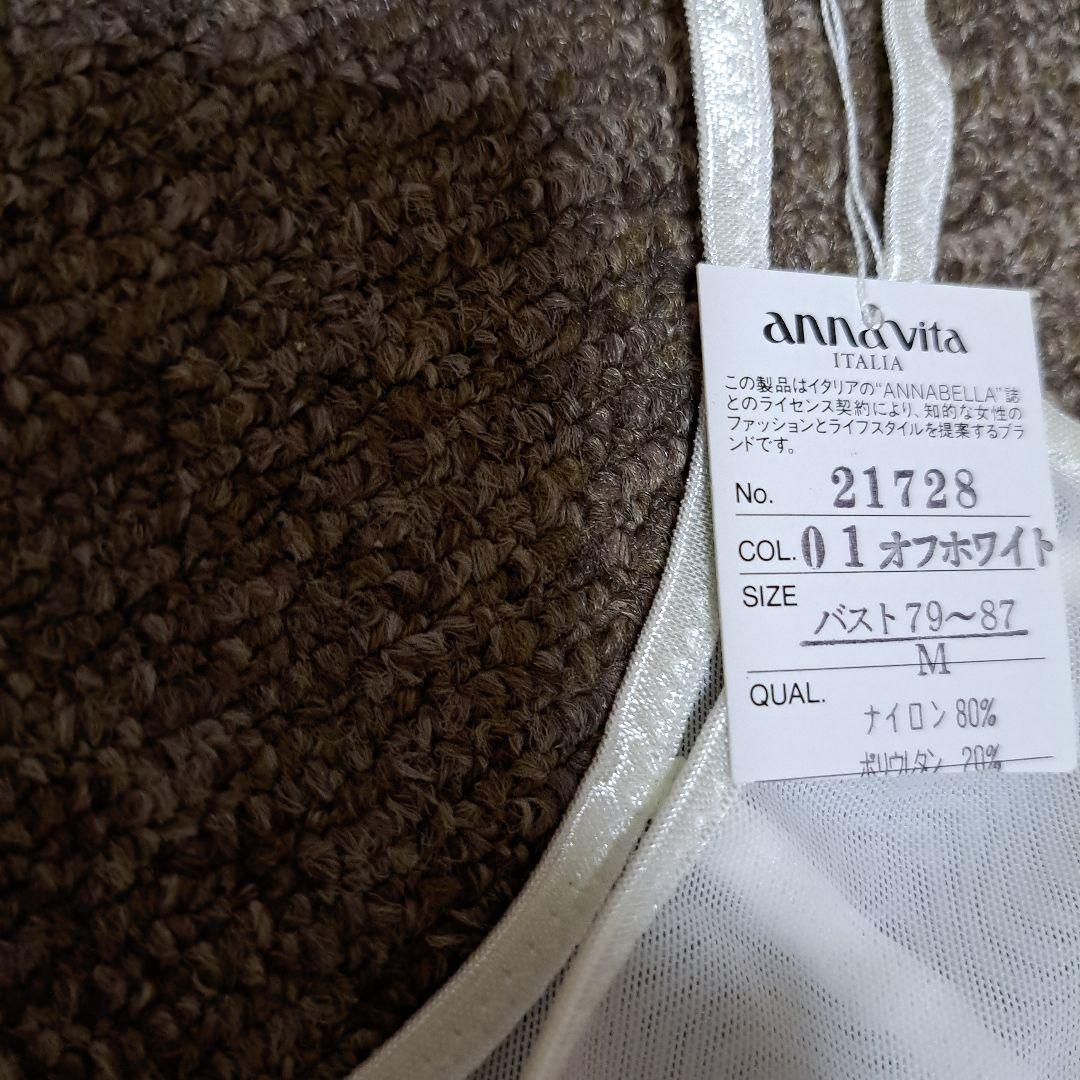 annavita
ITALIA
この製品はイタリアの"ANNABELLA"誌
とのライセンス契約により、知的な女性の
ファッションとライフスタイルを提案するブラ
ンドです。
No. 21728
COL. 01オフホワイト
SIZE バスト79〜87
M
QUAL. ナイロン 80%
ポリウレタン 20%